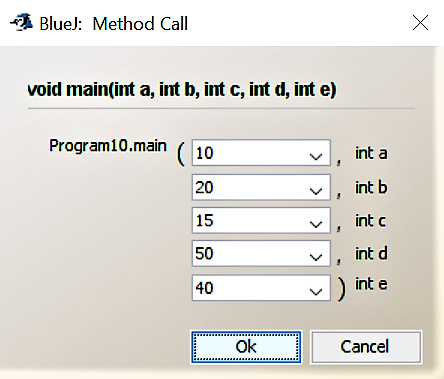 BlueJ: Method Call
void main(int a, int b, int c, int d, int e)
Program10.main ( 10 , int a
20 , int b
15 , int c
50 , int d
40 ) int e
Ok Cancel